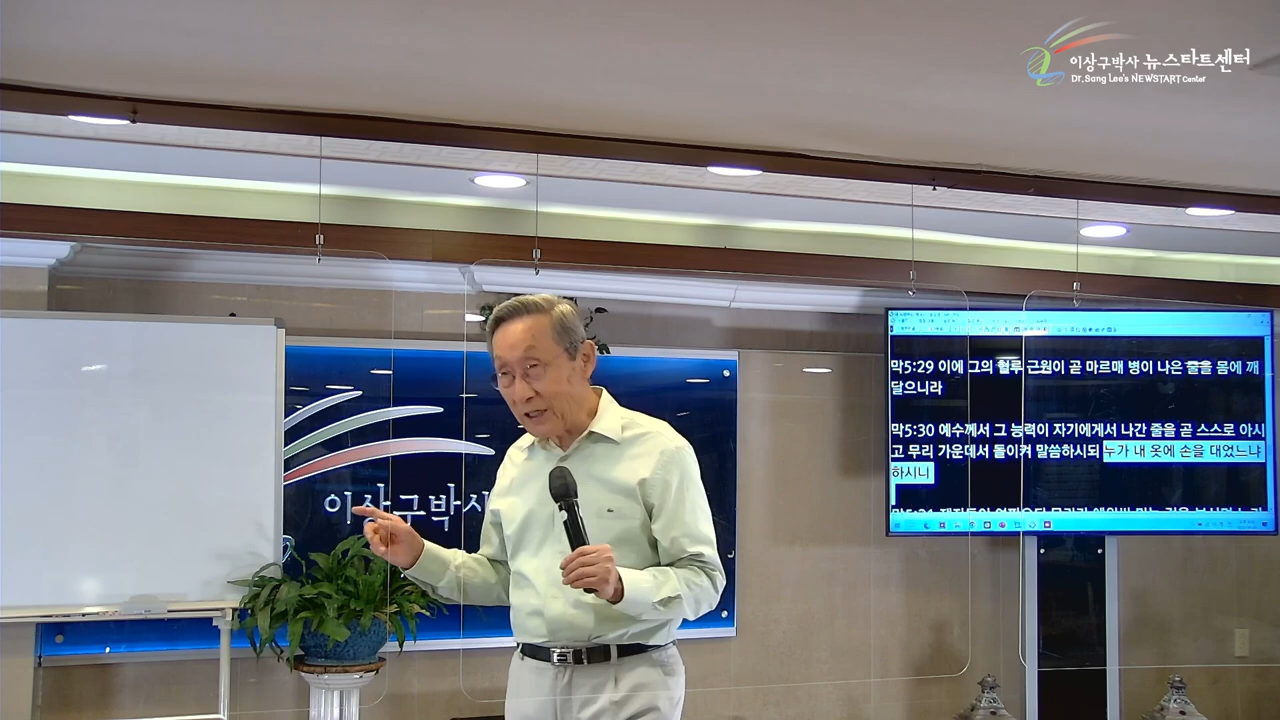 이상구박사 뉴스타트센터
Dr. Sang Lee's NEWSTART Center
막5:29 이에 그의 혈루 근원이 곧 마르매 병이 나은 줄을 몸에 깨
달으니라
막5:30 예수께서 그 능력이 자기에게서 나간 줄을 곧 스스로 아시
고 무리 가운데서 돌이켜 말씀하시되 누가 내 옷에 손을 대었느냐
하시니
이상구박사